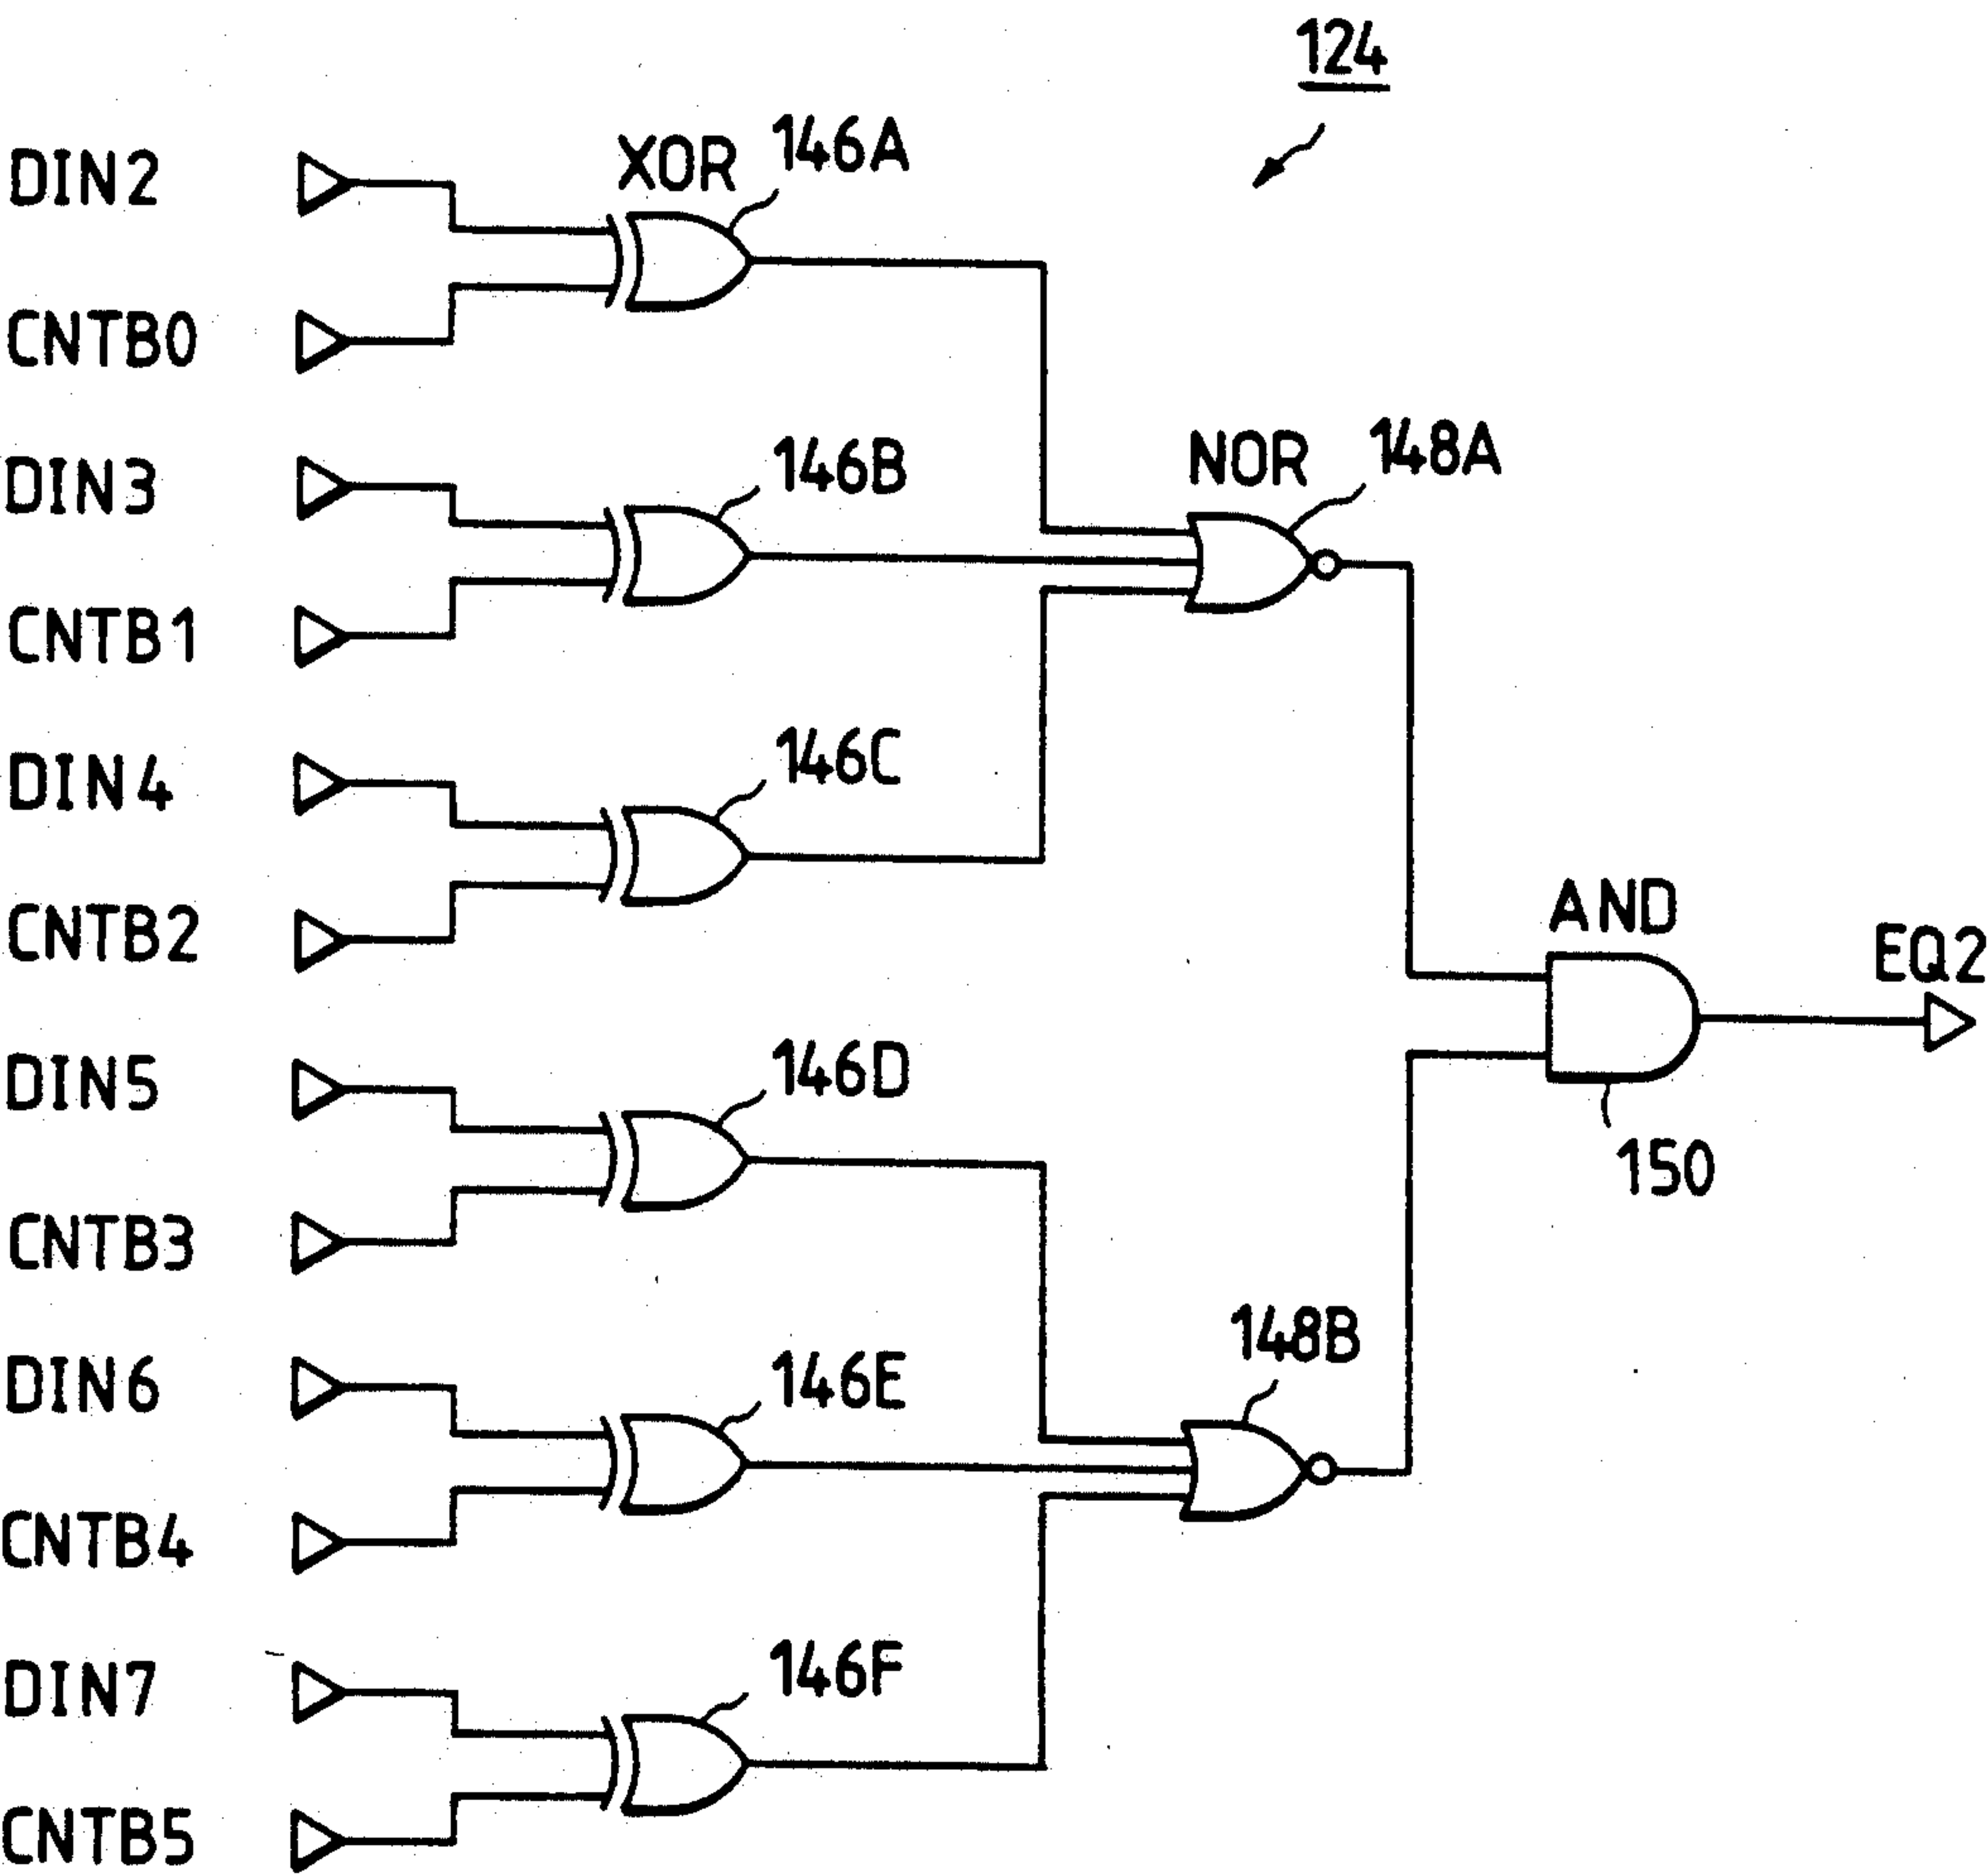 124
DIN2
XOR 146A
CNTB0
DIN3
146B
NOR 148A
CNTB1
DIN4
146C
CNTB2
AND
EQ2
DIN5
146D
150
CNTB3
DIN6
146E
148B
CNTB4
DIN7
146F
CNTB5